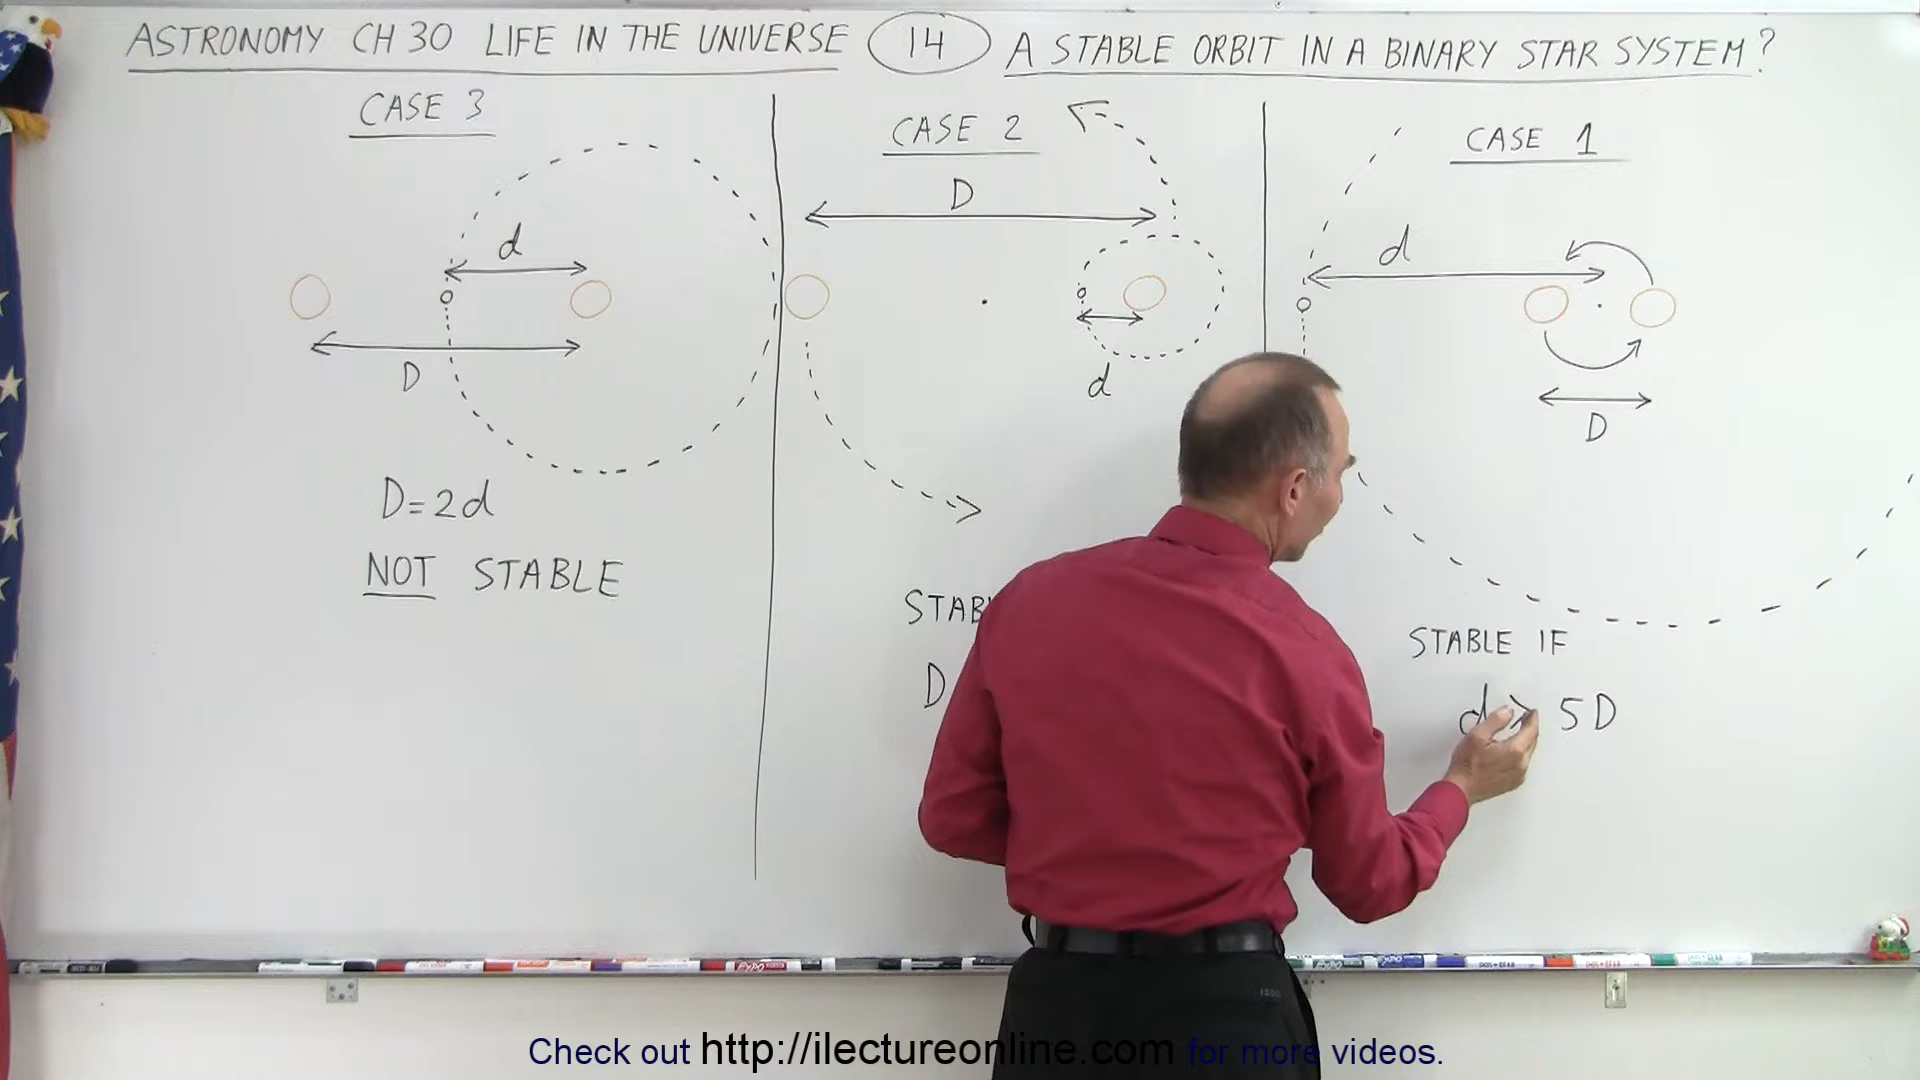 ASTRONOMY CH 30 LIFE IN THE UNIVERSE 14 A STABLE ORBIT IN A BINARY STAR SYSTEM?
CASE 3
d
D
D=2d
NOT STABLE
CASE 2
D
d
D
CASE 1
d
D
STABLE IF
d > 5D
Check out http://ilectureonline.com for more videos.